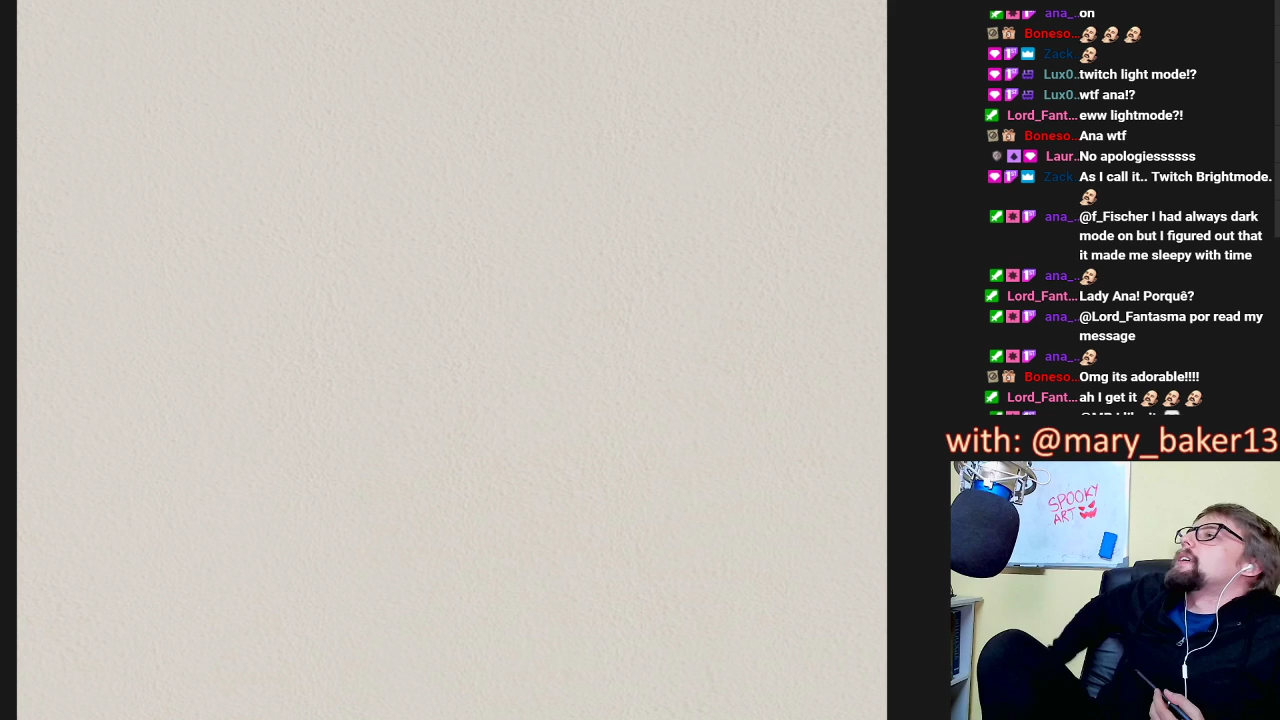 ana_.. on
Boneso...
Zack.
Lux0.. twitch light mode!?
Lux0.. wtf ana!?
Lord_Fant... eww lightmode?!
Boneso... Ana wtf
Laur.. No apologiessssss
Zack. As I call it.. Twitch Brightmode.
ana_.. @f_Fischer I had always dark
mode on but I figured out that
it made me sleepy with time
ana_..
Lord_Fant... Lady Ana! Porquê?
ana_.. @Lord_Fantasma por read my
message
ana_..
Boneso... Omg its adorable!!!!
Lord_Fant... ah I get it
with: @mary_baker13
SPOOKY
ART